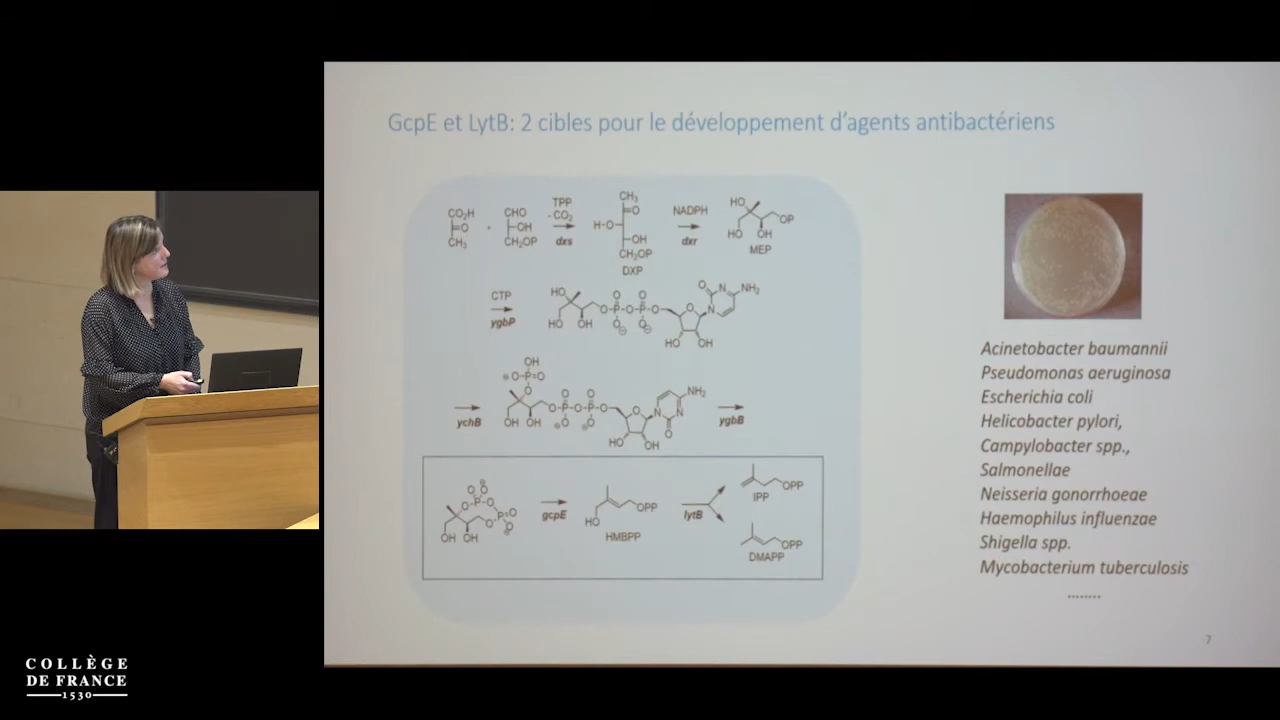 GcpE et LytB: 2 cibles pour le développement d'agents antibactériens
CO₂H
=O
CH₃
CHO
OH
CH₂OP
TPP
- CO₂
dxs
CH₃
=O
H-O
OH
CH₂OP
DXP
NADPH
dxr
HO
OP
HO
OH
MEP
CTP
ygbP
HO
HO
OH
O
O
O-P-O-P-O
O
O
O
N
NH₂
N
O
HO
OH
OH
O-P=O
O
ychB
OH
OH
O
O
O-P-O-P-O
O
O
O
NH₂
N
N
O
HO
OH
ygbB
O
O
O
P
O
P
O
O
O
OH
OH
gcpE
OPP
HO
HMBPP
lytB
OPP
IPP
OPP
DMAPP
Acinetobacter baumannii
Pseudomonas aeruginosa
Escherichia coli
Helicobacter pylori,
Campylobacter spp.,
Salmonellae
Neisseria gonorrhoeae
Haemophilus influenzae
Shigella spp.
Mycobacterium tuberculosis
........
7
COLLÈGE
DE FRANCE
1530